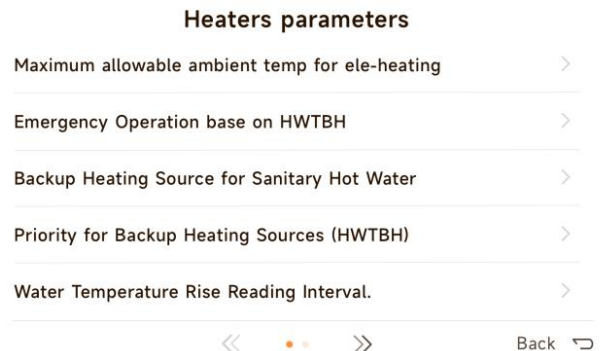 Heaters parameters
Maximum allowable ambient temp for ele-heating
Emergency Operation base on HWTBH
Backup Heating Source for Sanitary Hot Water
Priority for Backup Heating Sources (HWTBH)
Water Temperature Rise Reading Interval.
Back